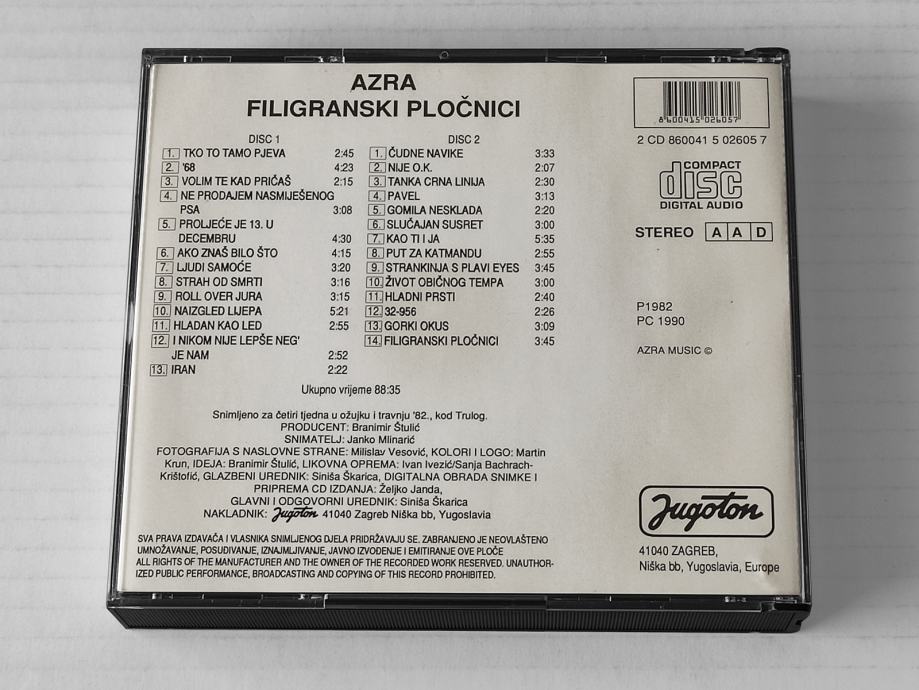 AZRA
FILIGRANSKI PLOČNICI
DISC 1
1. TKO TO TAMO PJEVA 2:45
2. '68 4:23
3. VOLIM TE KAD PRIČAŠ 2:15
4. NE PRODAJEM NASMIJEŠENOG
PSA 3:08
5. PROLJEĆE JE 13. U
DECEMBRU 4:30
6. AKO ZNAŠ BILO ŠTO 4:15
7. LJUDI SAMOĆE 3:20
8. STRAH OD SMRTI 3:16
9. ROLL OVER JURA 3:15
10. NAIZGLED LIJEPA 5:21
11. HLADAN KAO LED 2:55
12. I NIKOM NIJE LEPŠE NEG'
JE NAM 2:52
13. IRAN 2:22
DISC 2
1. ČUDNE NAVIKE 3:33
2. NIJE O.K. 2:07
3. TANKA CRNA LINIJA 2:30
4. PAVEL 3:13
5. GOMILA NESKLADA 2:20
6. SLUČAJAN SUSRET 3:00
7. KAO TI I JA 5:35
8. PUT ZA KATMANDU 2:55
9. STRANKINJA S PLAVI EYES 3:45
10. ŽIVOT OBIČNOG TEMPA 3:00
11. HLADNI PRSTI 2:40
12. 32-956 2:26
13. GORKI OKUS 3:09
14. FILIGRANSKI PLOČNICI 3:45
Ukupno vrijeme 88:35
Snimljeno za četiri tjedna u ožujku i travnju '82., kod Trulog.
PRODUCENT: Branimir Štulić
SNIMATELJ: Janko Mlinarić
FOTOGRAFIJA S NASLOVNE STRANE: Milislav Vesović, KOLORI I LOGO: Martin
Krun, IDEJA: Branimir Štulić, LIKOVNA OPREMA: Ivan Ivezić/Sanja Bachrach-
Krištofić, GLAZBENI UREDNIK: Siniša Škarica, DIGITALNA OBRADA SNIMKE I
PRIPREMA CD IZDANJA: Željko Janda,
GLAVNI I ODGOVORNI UREDNIK: Siniša Škarica
NAKLADNIK: Jugoton 41040 Zagreb Niška bb, Yugoslavia
SVA PRAVA IZDAVAČA I VLASNIKA SNIMLJENOG DJELA PRIDRŽAVAJU SE. ZABRANJENO JE NEOVLAŠTENO
UMNOŽAVANJE, POSUDIVANJE, IZNAJMLJIVANJE, JAVNO IZVOĐENJE I EMITIRANJE OVE PLOČE
ALL RIGHTS OF THE MANUFACTURER AND THE OWNER OF THE RECORDED WORK RESERVED. UNAUTHOR-
IZED PUBLIC PERFORMANCE, BROADCASTING AND COPYING OF THIS RECORD PROHIBITED.
8600415026057
2 CD 860041 5 02605 7
COMPACT
disc
DIGITAL AUDIO
STEREO A A D
P1982
PC 1990
AZRA MUSIC ©
Jugoton
41040 ZAGREB,
Niška bb, Yugoslavia, Europe